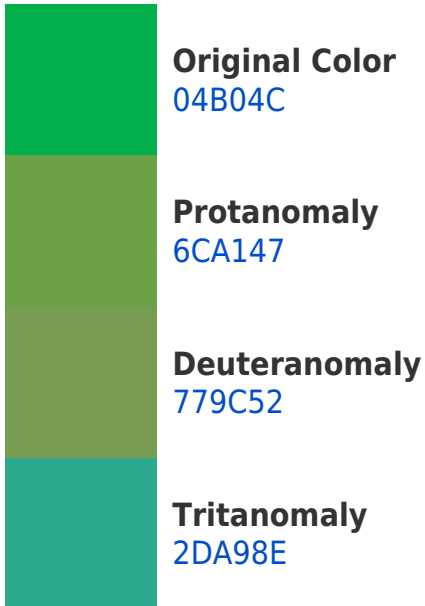 Original Color
04B04C
Protanomaly
6CA147
Deuteranomaly
779C52
Tritanomaly
2DA98E